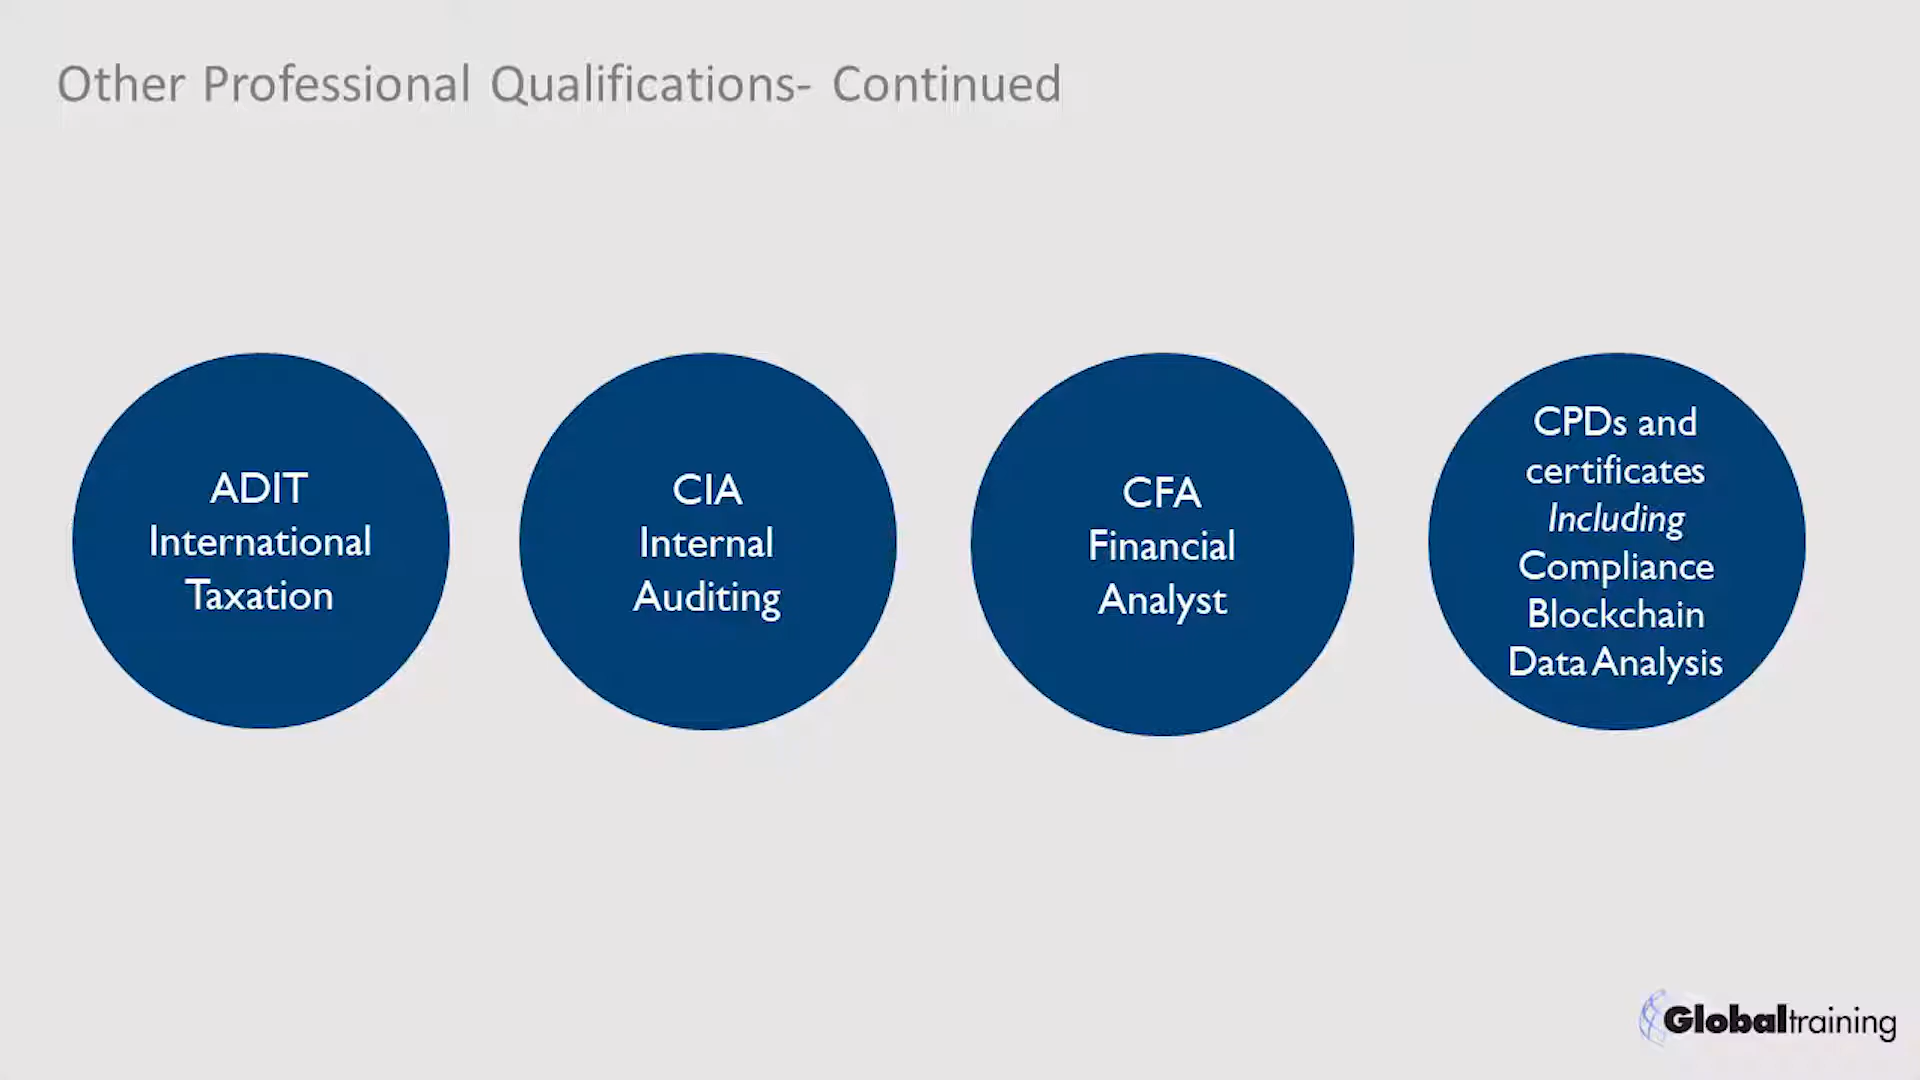 Other Professional Qualifications- Continued
ADIT
International
Taxation
CIA
Internal
Auditing
CFA
Financial
Analyst
CPDs and
certificates
Including
Compliance
Blockchain
Data Analysis
Globaltraining